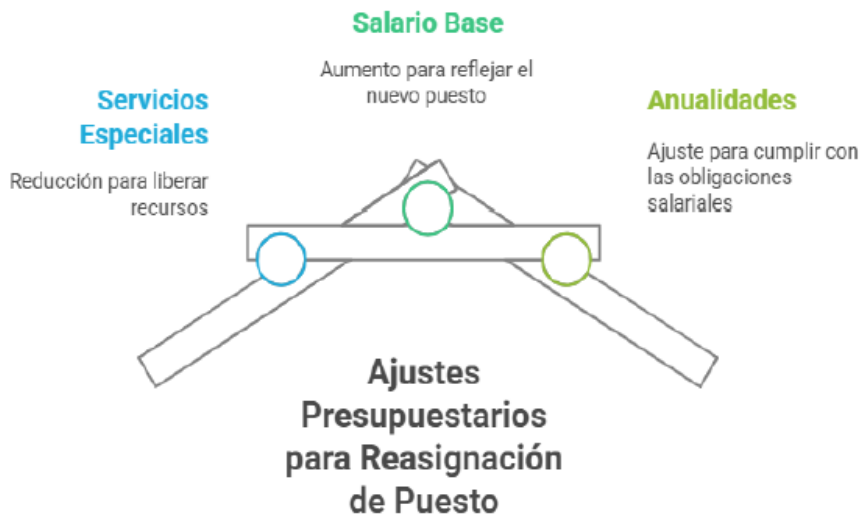 Salario Base
Aumento para reflejar el
nuevo puesto
Servicios
Especiales
Reducción para liberar
recursos
Anualidades
Ajuste para cumplir con
las obligaciones
salariales
Ajustes
Presupuestarios
para Reasignación
de Puesto